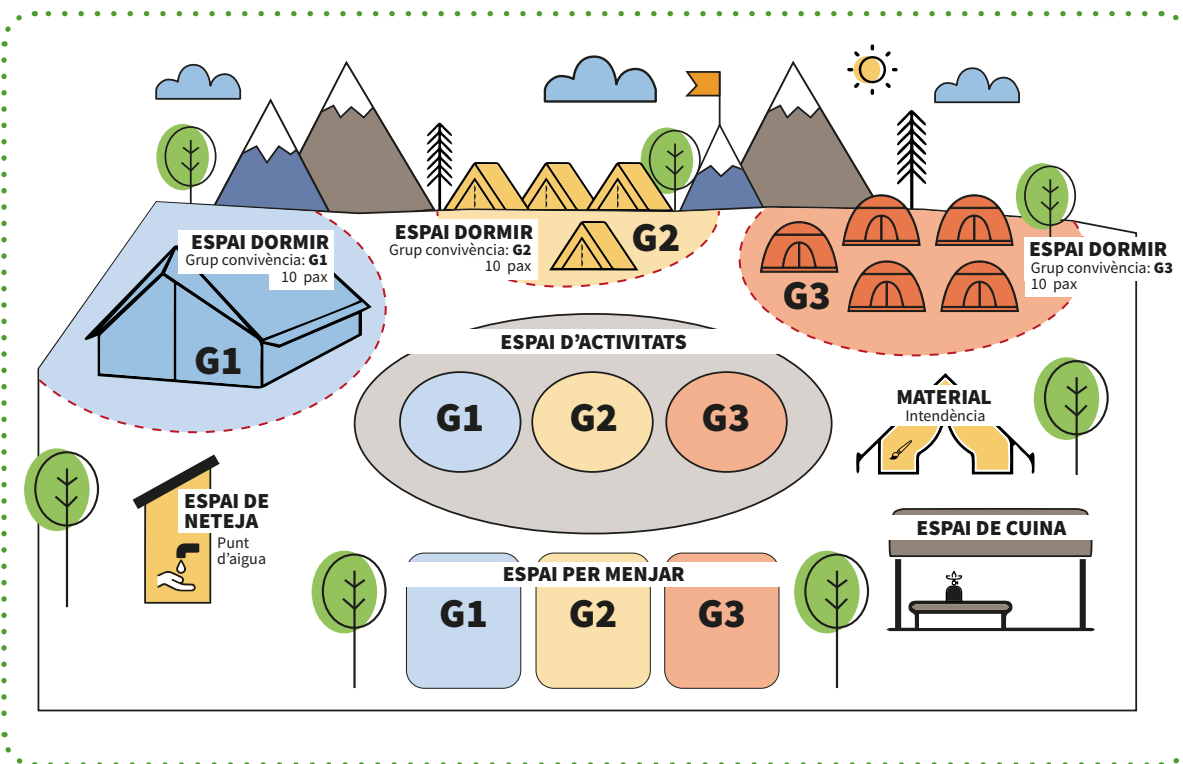 ESPAI DORMIR
Grup convivència: G1
10 pax
G1
ESPAI DORMIR
Grup convivència: G2
10 pax
G2
ESPAI DORMIR
Grup convivència: G3
10 pax
G3
ESPAI D’ACTIVITATS
G1
G2
G3
MATERIAL
Intendència
ESPAI DE
NETEJA
Punt
d’aigua
ESPAI DE CUINA
ESPAI PER MENJAR
G1
G2
G3